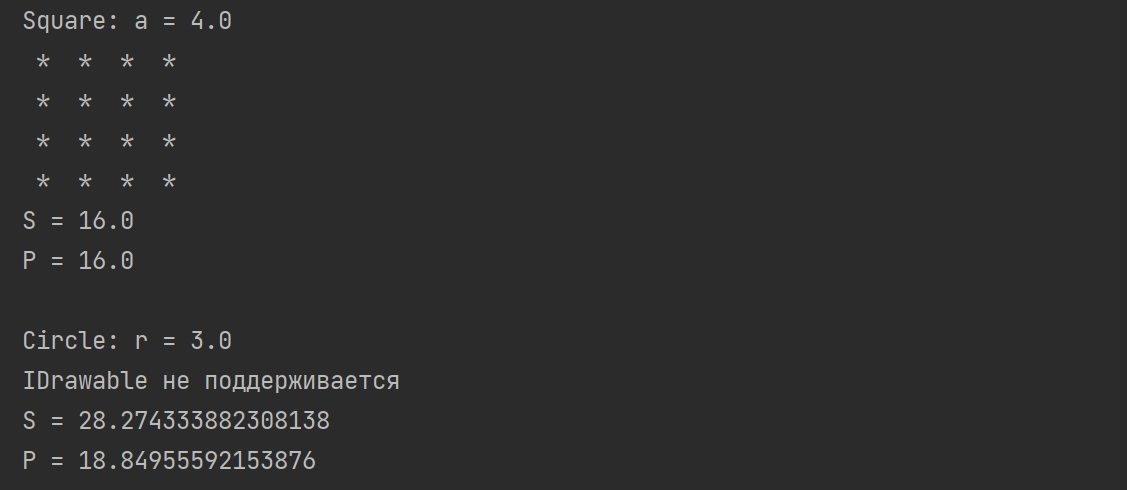 Square: a = 4.0
 *  *  *  *
 *  *  *  *
 *  *  *  *
 *  *  *  *
S = 16.0
P = 16.0

Circle: r = 3.0
IDrawable не поддерживается
S = 28.274333882308138
P = 18.84955592153876